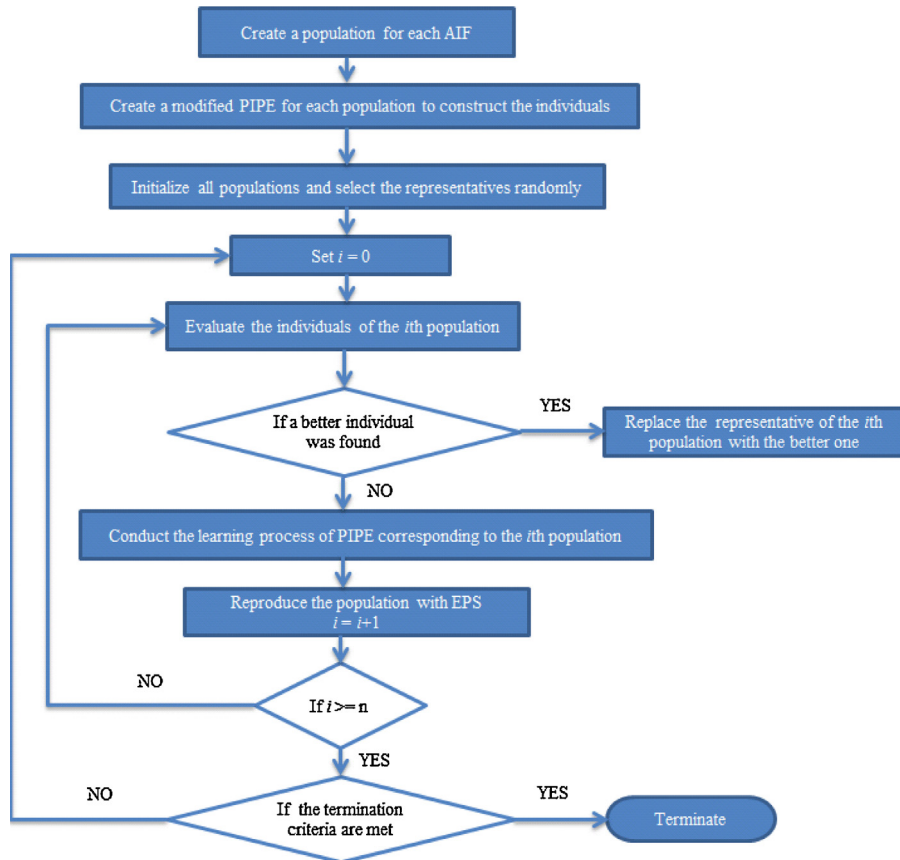 Create a population for each AIF
Create a modified PIPE for each population to construct the individuals
Initialize all populations and select the representatives randomly
Set i = 0
Evaluate the individuals of the ith population
If a better individual
was found
YES
Replace the representative of the ith
population with the better one
NO
Conduct the learning process of PIPE corresponding to the ith population
Reproduce the population with EPS
i = i+1
NO
If i >= n
YES
NO
If the termination
criteria are met
YES
Terminate